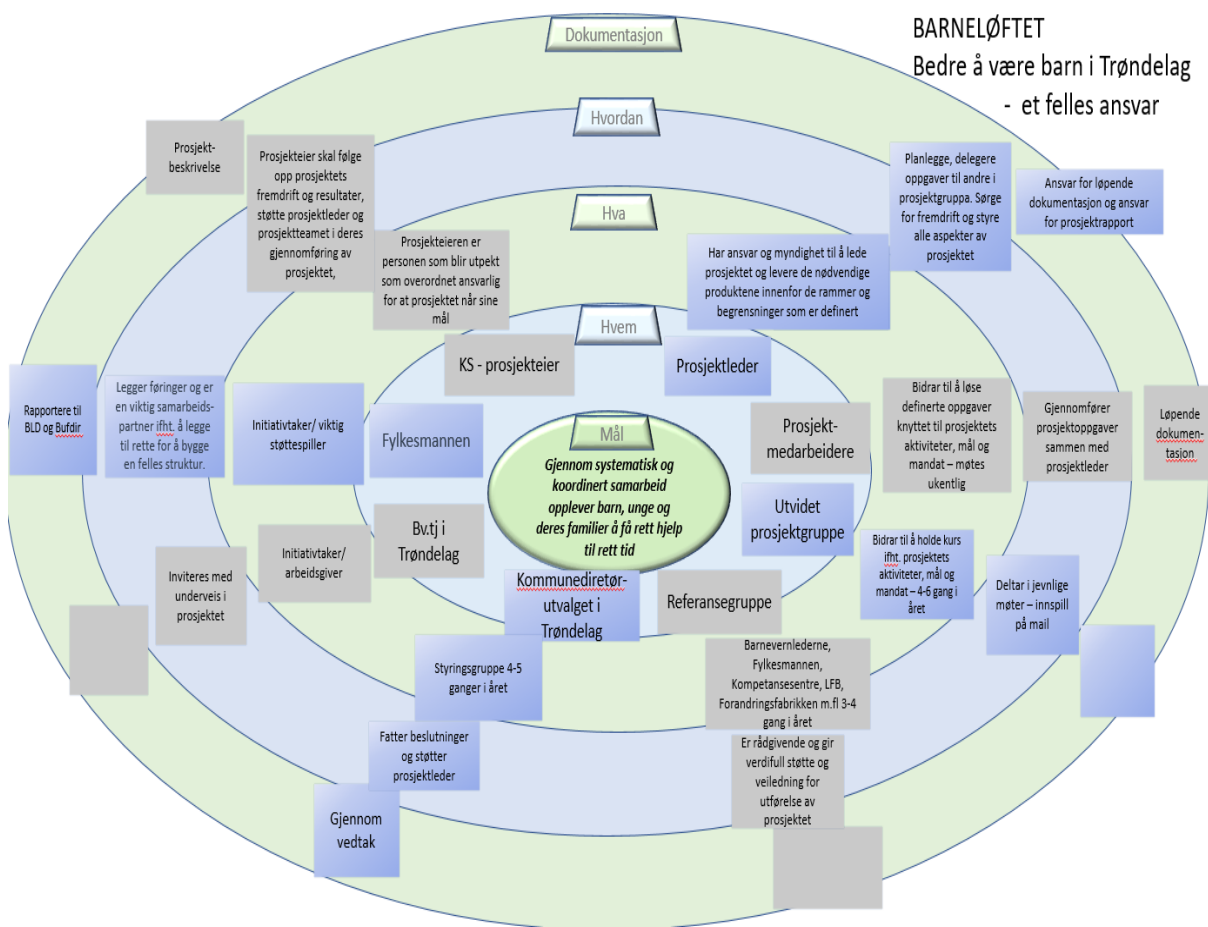 BARNELØFTET
Bedre å være barn i Trøndelag
- et felles ansvar
Dokumentasjon
Hvordan
Hva
Hvem
Mål
Gjennom systematisk og
koordinert samarbeid
opplever barn, unge og
deres familier å få rett hjelp
til rett tid
Prosjekt-
beskrivelse
Prosjekteier skal følge
opp prosjektets
fremdrift og resultater,
støtte prosjektleder og
prosjektteamet i deres
gjennomføring av
prosjektet,
Prosjekteieren er
personen som blir utpekt
som overordnet ansvarlig
for at prosjektet når sine
mål
KS - prosjekteier
Prosjektleder
Har ansvar og myndighet til å lede
prosjektet og levere de nødvendige
produktene innenfor de rammer og
begrensninger som er definert
Planlegge, delegere
oppgaver til andre i
prosjektgruppa. Sørge
for fremdrift og styre
alle aspekter av
prosjektet
Ansvar for løpende
dokumentasjon og ansvar
for prosjektrapport
Rapportere til
BLD og Bufdir
Legger føringer og er
en viktig samarbeids-
partner ifht. å legge
til rette for å bygge
en felles struktur.
Initiativtaker/ viktig
støttespiller
Fylkesmannen
Prosjekt-
medarbeidere
Bidrar til å løse
definerte oppgaver
knyttet til prosjektets
aktiviteter, mål og
mandat – møtes
ukentlig
Gjennomfører
prosjektoppgaver
sammen med
prosjektleder
Løpende
dokumen-
tasjon
Inviteres med
underveis i
prosjektet
Initiativtaker/
arbeidsgiver
Bv.tj i
Trøndelag
Utvidet
prosjektgruppe
Bidrar til å holde kurs
ifht. prosjektets
aktiviteter, mål og
mandat – 4-6 gang i
året
Deltar i jevnlige
møter – innspill
på mail
Kommunediretør-
utvalget i
Trøndelag
Referansegruppe
Styringsgruppe 4-5
ganger i året
Barnevernlederne,
Fylkesmannen,
Kompetansesentre, LFB,
Forandringsfabrikken m.fl 3-4
gang i året
Fatter beslutninger
og støtter
prosjektleder
Er rådgivende og gir
verdifull støtte og
veiledning for
utførelse av
prosjektet
Gjennom
vedtak